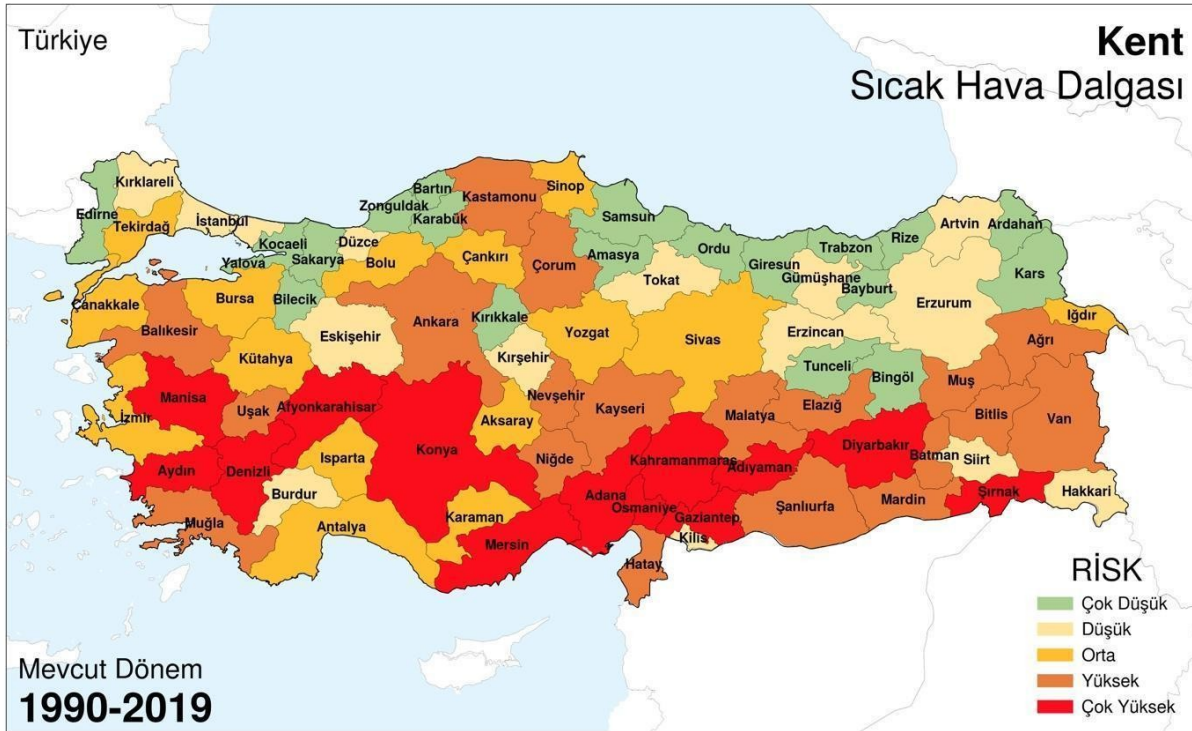 Türkiye
Kent
Sıcak Hava Dalgası
Kırklareli
Edirne
Tekirdağ
İstanbul
Kocaeli
Yalova
Sakarya
Düzce
Bolu
Zonguldak
Bartın
Karabük
Kastamonu
Sinop
Çankırı
Çorum
Samsun
Amasya
Tokat
Ordu
Giresun
Gümüşhane
Trabzon
Bayburt
Rize
Artvin
Ardahan
Kars
Erzurum
Iğdır
Ağrı
Çanakkale
Balıkesir
Bursa
Bilecik
Kütahya
Eskişehir
Ankara
Kırıkkale
Kırşehir
Yozgat
Sivas
Erzincan
Tunceli
Bingöl
Muş
Bitlis
Van
Manisa
İzmir
Uşak
Afyonkarahisar
Konya
Aksaray
Nevşehir
Kayseri
Niğde
Malatya
Elazığ
Diyarbakır
Batman
Siirt
Şırnak
Hakkari
Aydın
Denizli
Isparta
Burdur
Muğla
Antalya
Karaman
Mersin
Adana
Osmaniye
Kahramanmaraş
Adıyaman
Gaziantep
Kilis
Hatay
Şanlıurfa
Mardin
RİSK
Çok Düşük
Düşük
Orta
Yüksek
Çok Yüksek
Mevcut Dönem
1990-2019